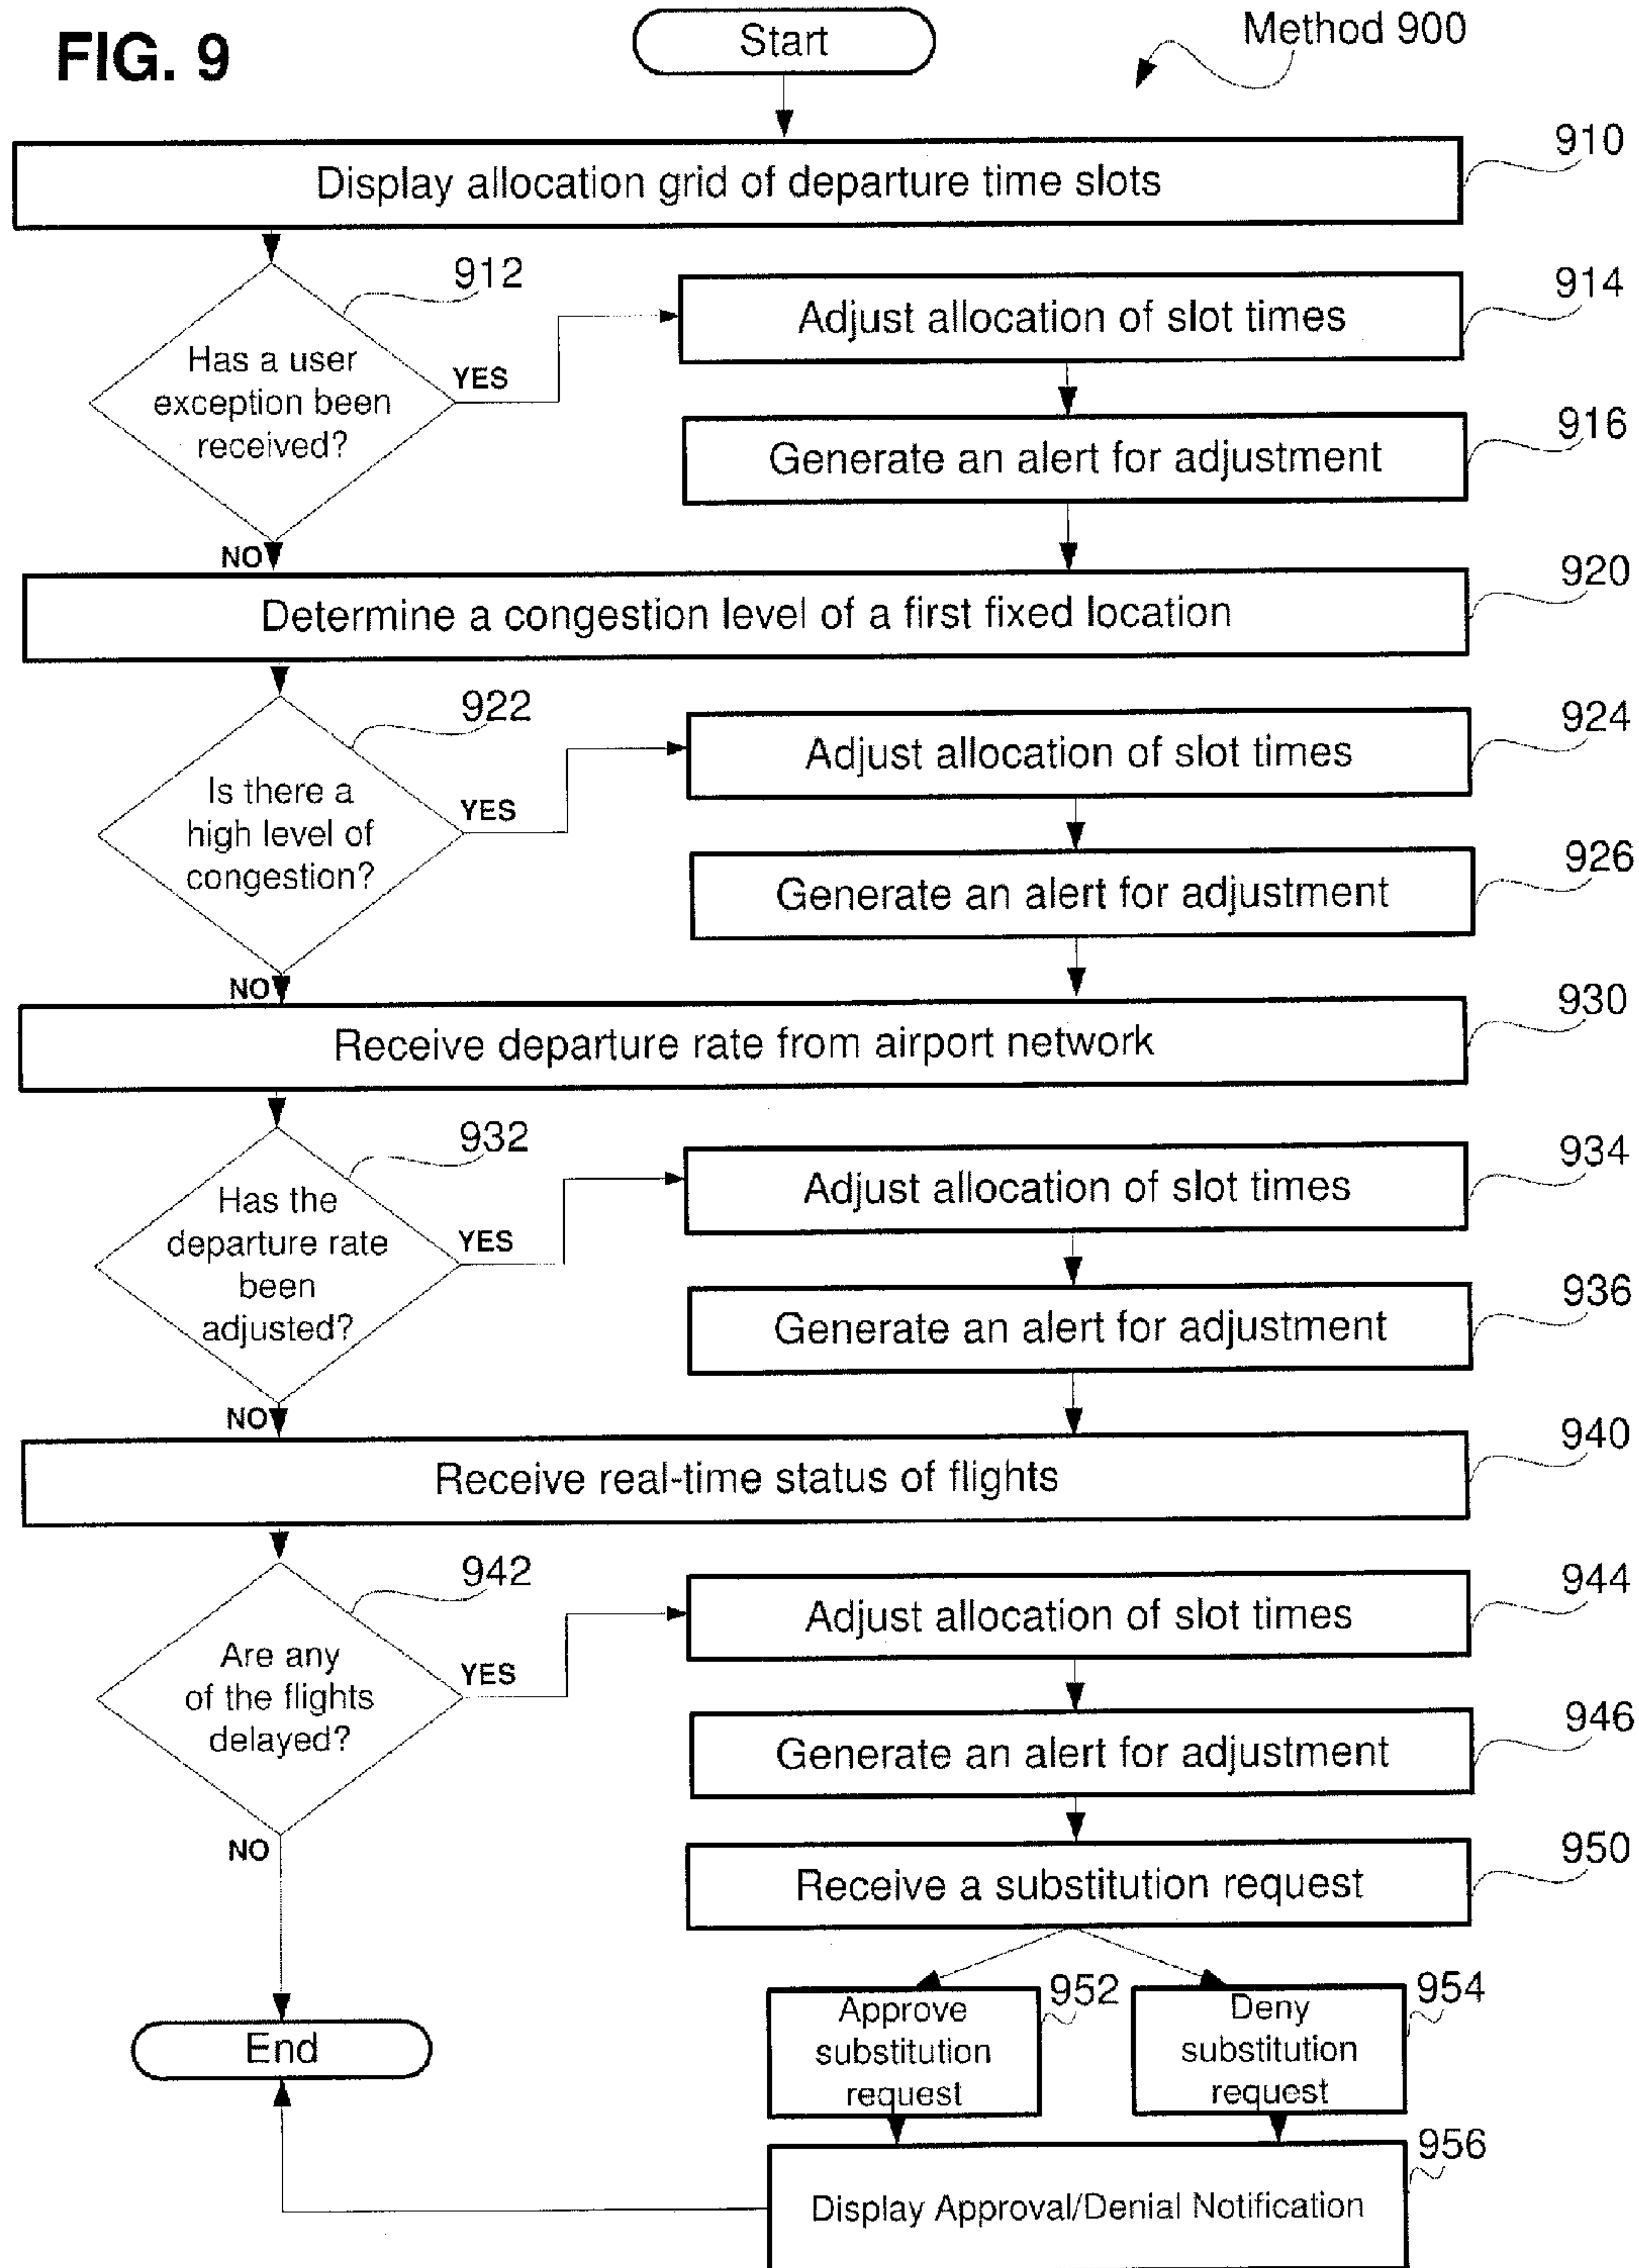 FIG. 9
Start
Method 900
910
Display allocation grid of departure time slots
912
Has a user
exception been
received?
YES
914
Adjust allocation of slot times
916
Generate an alert for adjustment
NO
920
Determine a congestion level of a first fixed location
922
Is there a
high level of
congestion?
YES
924
Adjust allocation of slot times
926
Generate an alert for adjustment
NO
930
Receive departure rate from airport network
932
Has the
departure rate
been
adjusted?
YES
934
Adjust allocation of slot times
936
Generate an alert for adjustment
NO
940
Receive real-time status of flights
942
Are any
of the flights
delayed?
YES
944
Adjust allocation of slot times
946
Generate an alert for adjustment
NO
950
Receive a substitution request
952
Approve
substitution
request
954
Deny
substitution
request
End
956
Display Approval/Denial Notification